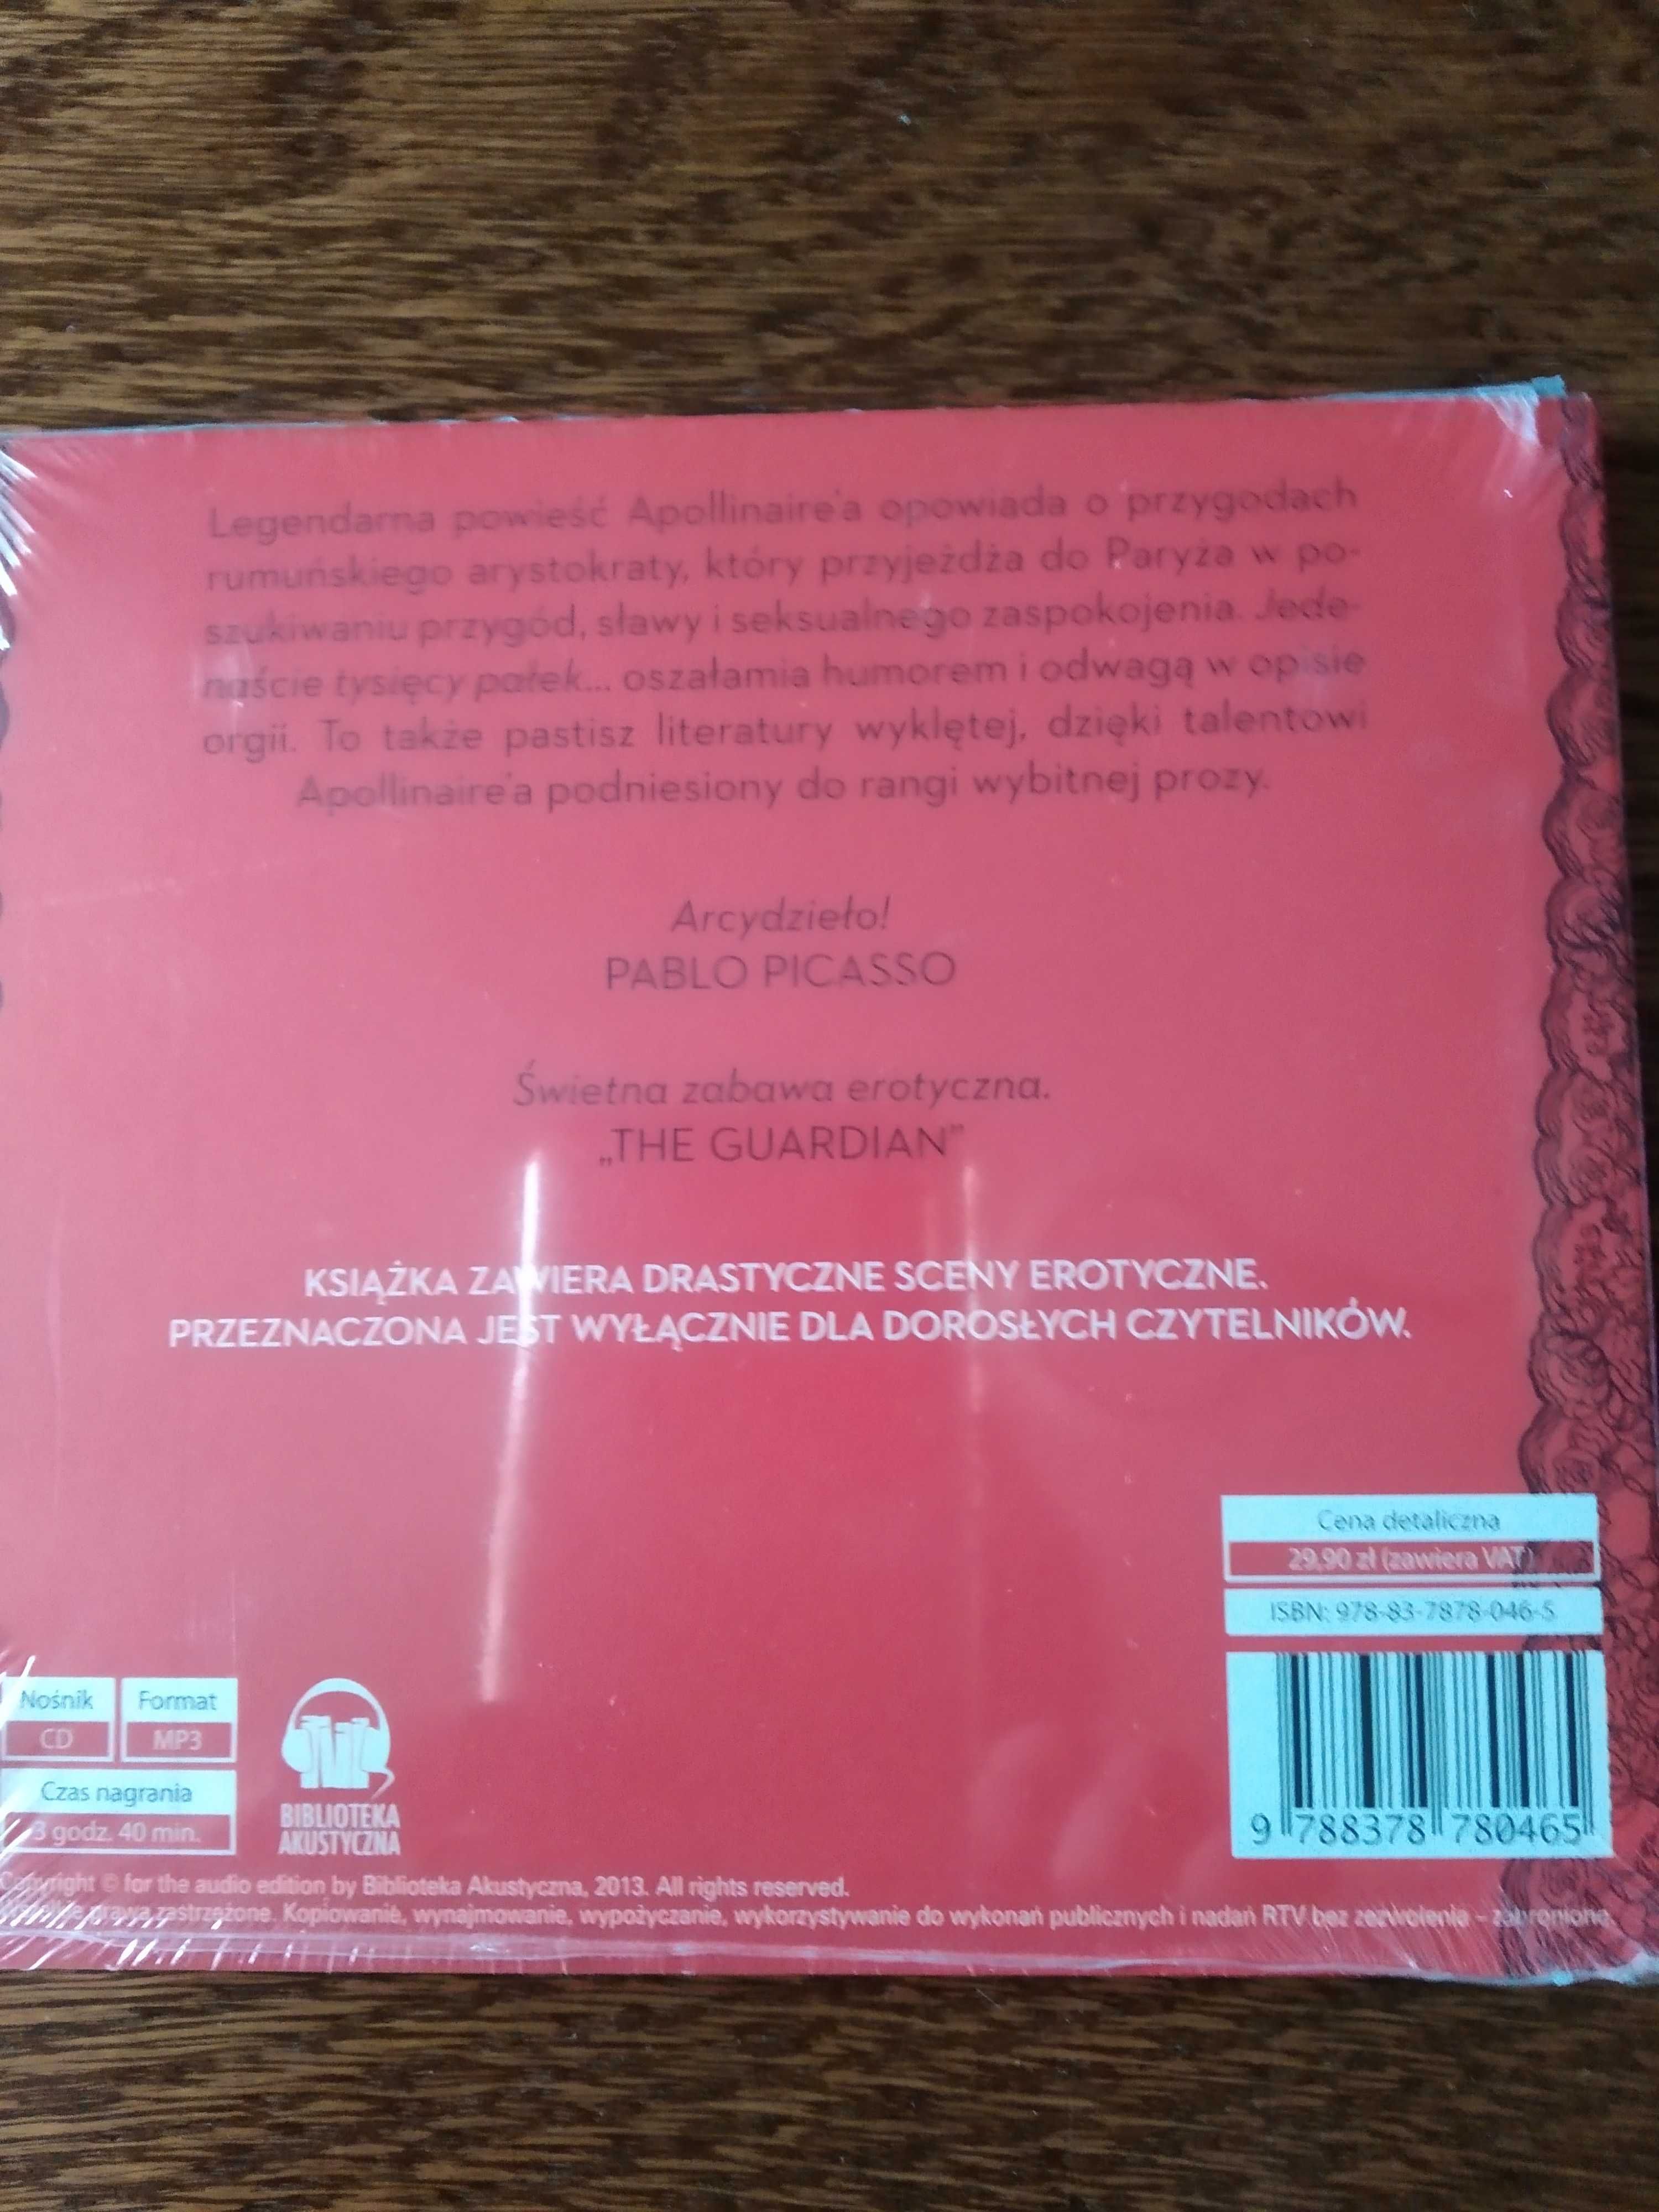 Legendarna powieść Apollinaire'a opowiada o przygodach
rumuńskiego arystokraty, który przyjeżdża do Paryża w po-
szukiwaniu przygód, sławy i seksualnego zaspokojenia. Jede-
naście tysięcy pałek... oszałamia humorem i odwagą w opisie
orgii. To także pastisz literatury wyklętej, dzięki talentowi
Apollinaire'a podniesiony do rangi wybitnej prozy.
Arcydzieło!
PABLO PICASSO
Świetna zabawa erotyczna.
„THE GUARDIAN”
KSIĄŻKA ZAWIERA DRASTYCZNE SCENY EROTYCZNE.
PRZEZNACZONA JEST WYŁĄCZNIE DLA DOROSŁYCH CZYTELNIKÓW.
Cena detaliczna
29,90 zł (zawiera VAT)
ISBN: 978-83-7878-046-5
9 788378 780465
Nośnik
CD
Format
MP3
Czas nagrania
3 godz. 40 min.
BIBLIOTEKA
AKUSTYCZNA
Copyright © for the audio edition by Biblioteka Akustyczna, 2013. All rights reserved.
prawa zastrzeżone. Kopiowanie, wynajmowanie, wypożyczanie, wykorzystywanie do wykonań publicznych i nadań RTV bez zezwolenia – zabronione.